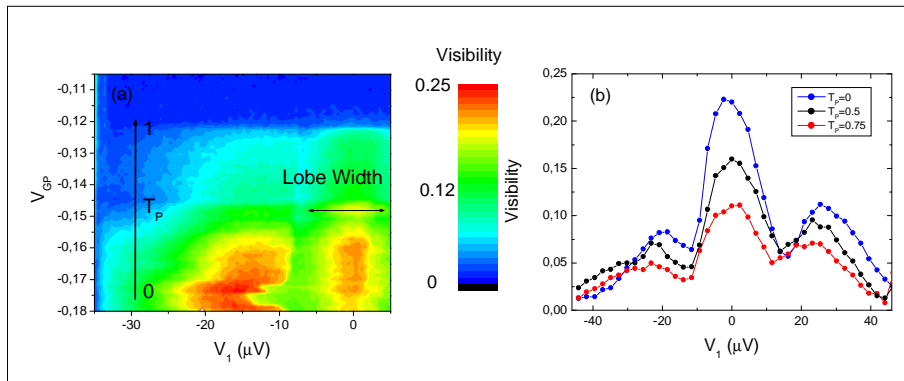 (a)
V_GP
-0,11
-0,12
-0,13
-0,14
-0,15
-0,16
-0,17
-0,18
1
T_P
0
Lobe Width
-30
-20
-10
0
V_1 (μV)
Visibility
0.25
0.12
0
(b)
Visibility
0,25
0,20
0,15
0,10
0,05
0,00
T_P=0
T_P=0.5
T_P=0.75
-40
-20
0
20
40
V_1 (μV)